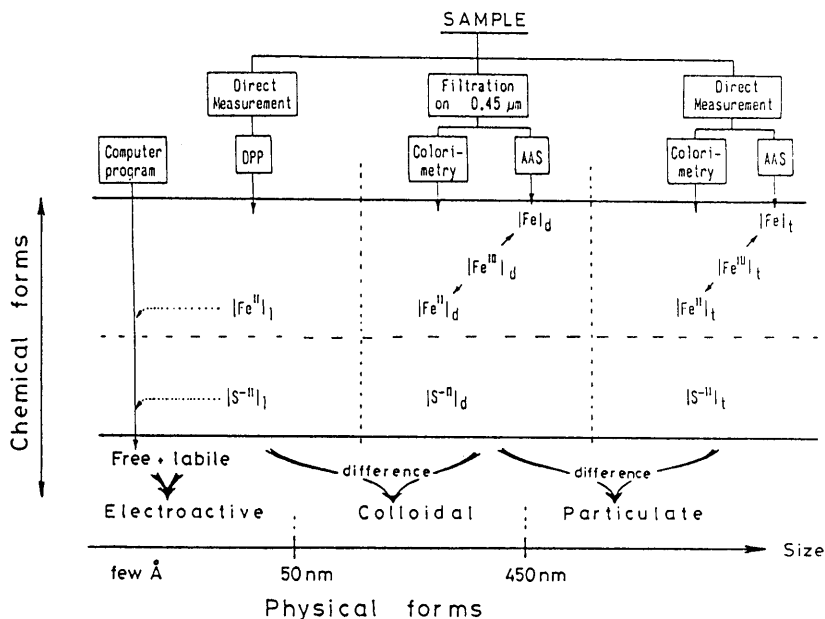 SAMPLE
Direct
Measurement
Filtration
on 0.45 µm
Direct
Measurement
Computer
program
DPP
Colori-
metry
AAS
Colori-
metry
AAS
Chemical forms
|Fe|d
|Fe|t
|Feᴵᴵᴵ|d
|Feᴵᴵᴵ|t
|Feᴵᴵ|l
|Feᴵᴵ|d
|Feᴵᴵ|t
|S⁻ᴵᴵ|l
|S⁻ᴵᴵ|d
|S⁻ᴵᴵ|t
Free + labile
difference
difference
Electroactive
Colloidal
Particulate
Size
few Å
50 nm
450 nm
Physical forms